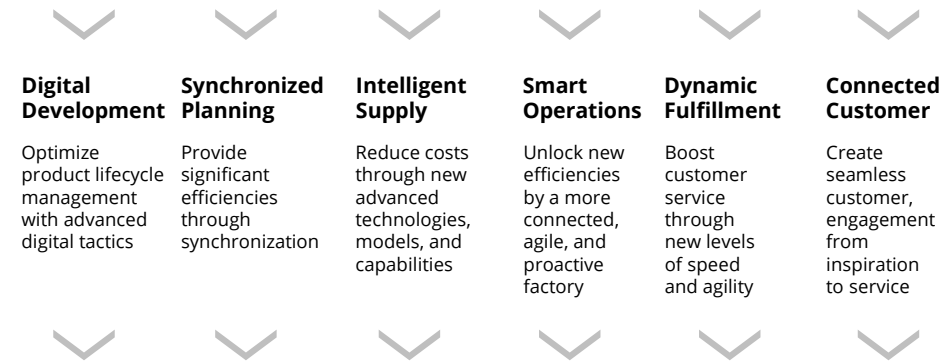 Digital
Development
Optimize
product lifecycle
management
with advanced
digital tactics
Synchronized
Planning
Provide
significant
efficiencies
through
synchronization
Intelligent
Supply
Reduce costs
through new
advanced
technologies,
models, and
capabilities
Smart
Operations
Unlock new
efficiencies
by a more
connected,
agile, and
proactive
factory
Dynamic
Fulfillment
Boost
customer
service
through
new levels
of speed
and agility
Connected
Customer
Create
seamless
customer,
engagement
from
inspiration
to service